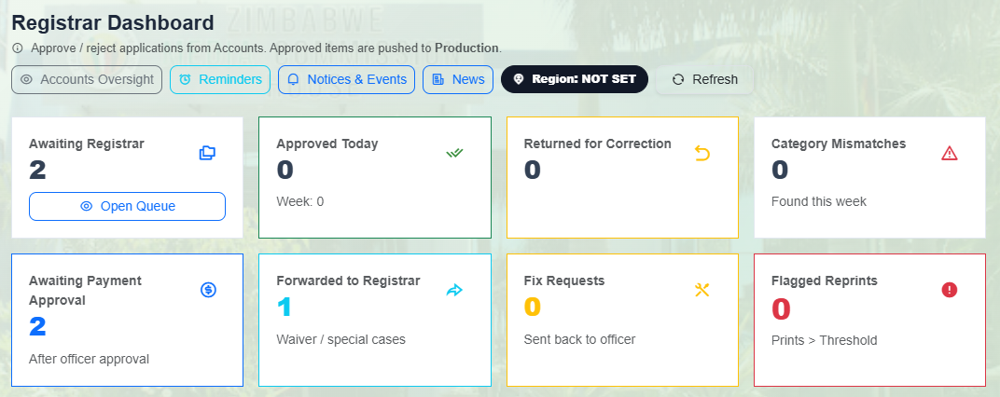 ZIMBABWE
Registrar Dashboard
Approve / reject applications from Accounts. Approved items are pushed to Production.
Accounts Oversight
Reminders
Notices & Events
News
Region: NOT SET
Refresh
Awaiting Registrar
2
Open Queue
Approved Today
0
Week: 0
Returned for Correction
0
Category Mismatches
0
Found this week
Awaiting Payment
Approval
2
After officer approval
Forwarded to Registrar
1
Waiver / special cases
Fix Requests
0
Sent back to officer
Flagged Reprints
0
Prints > Threshold